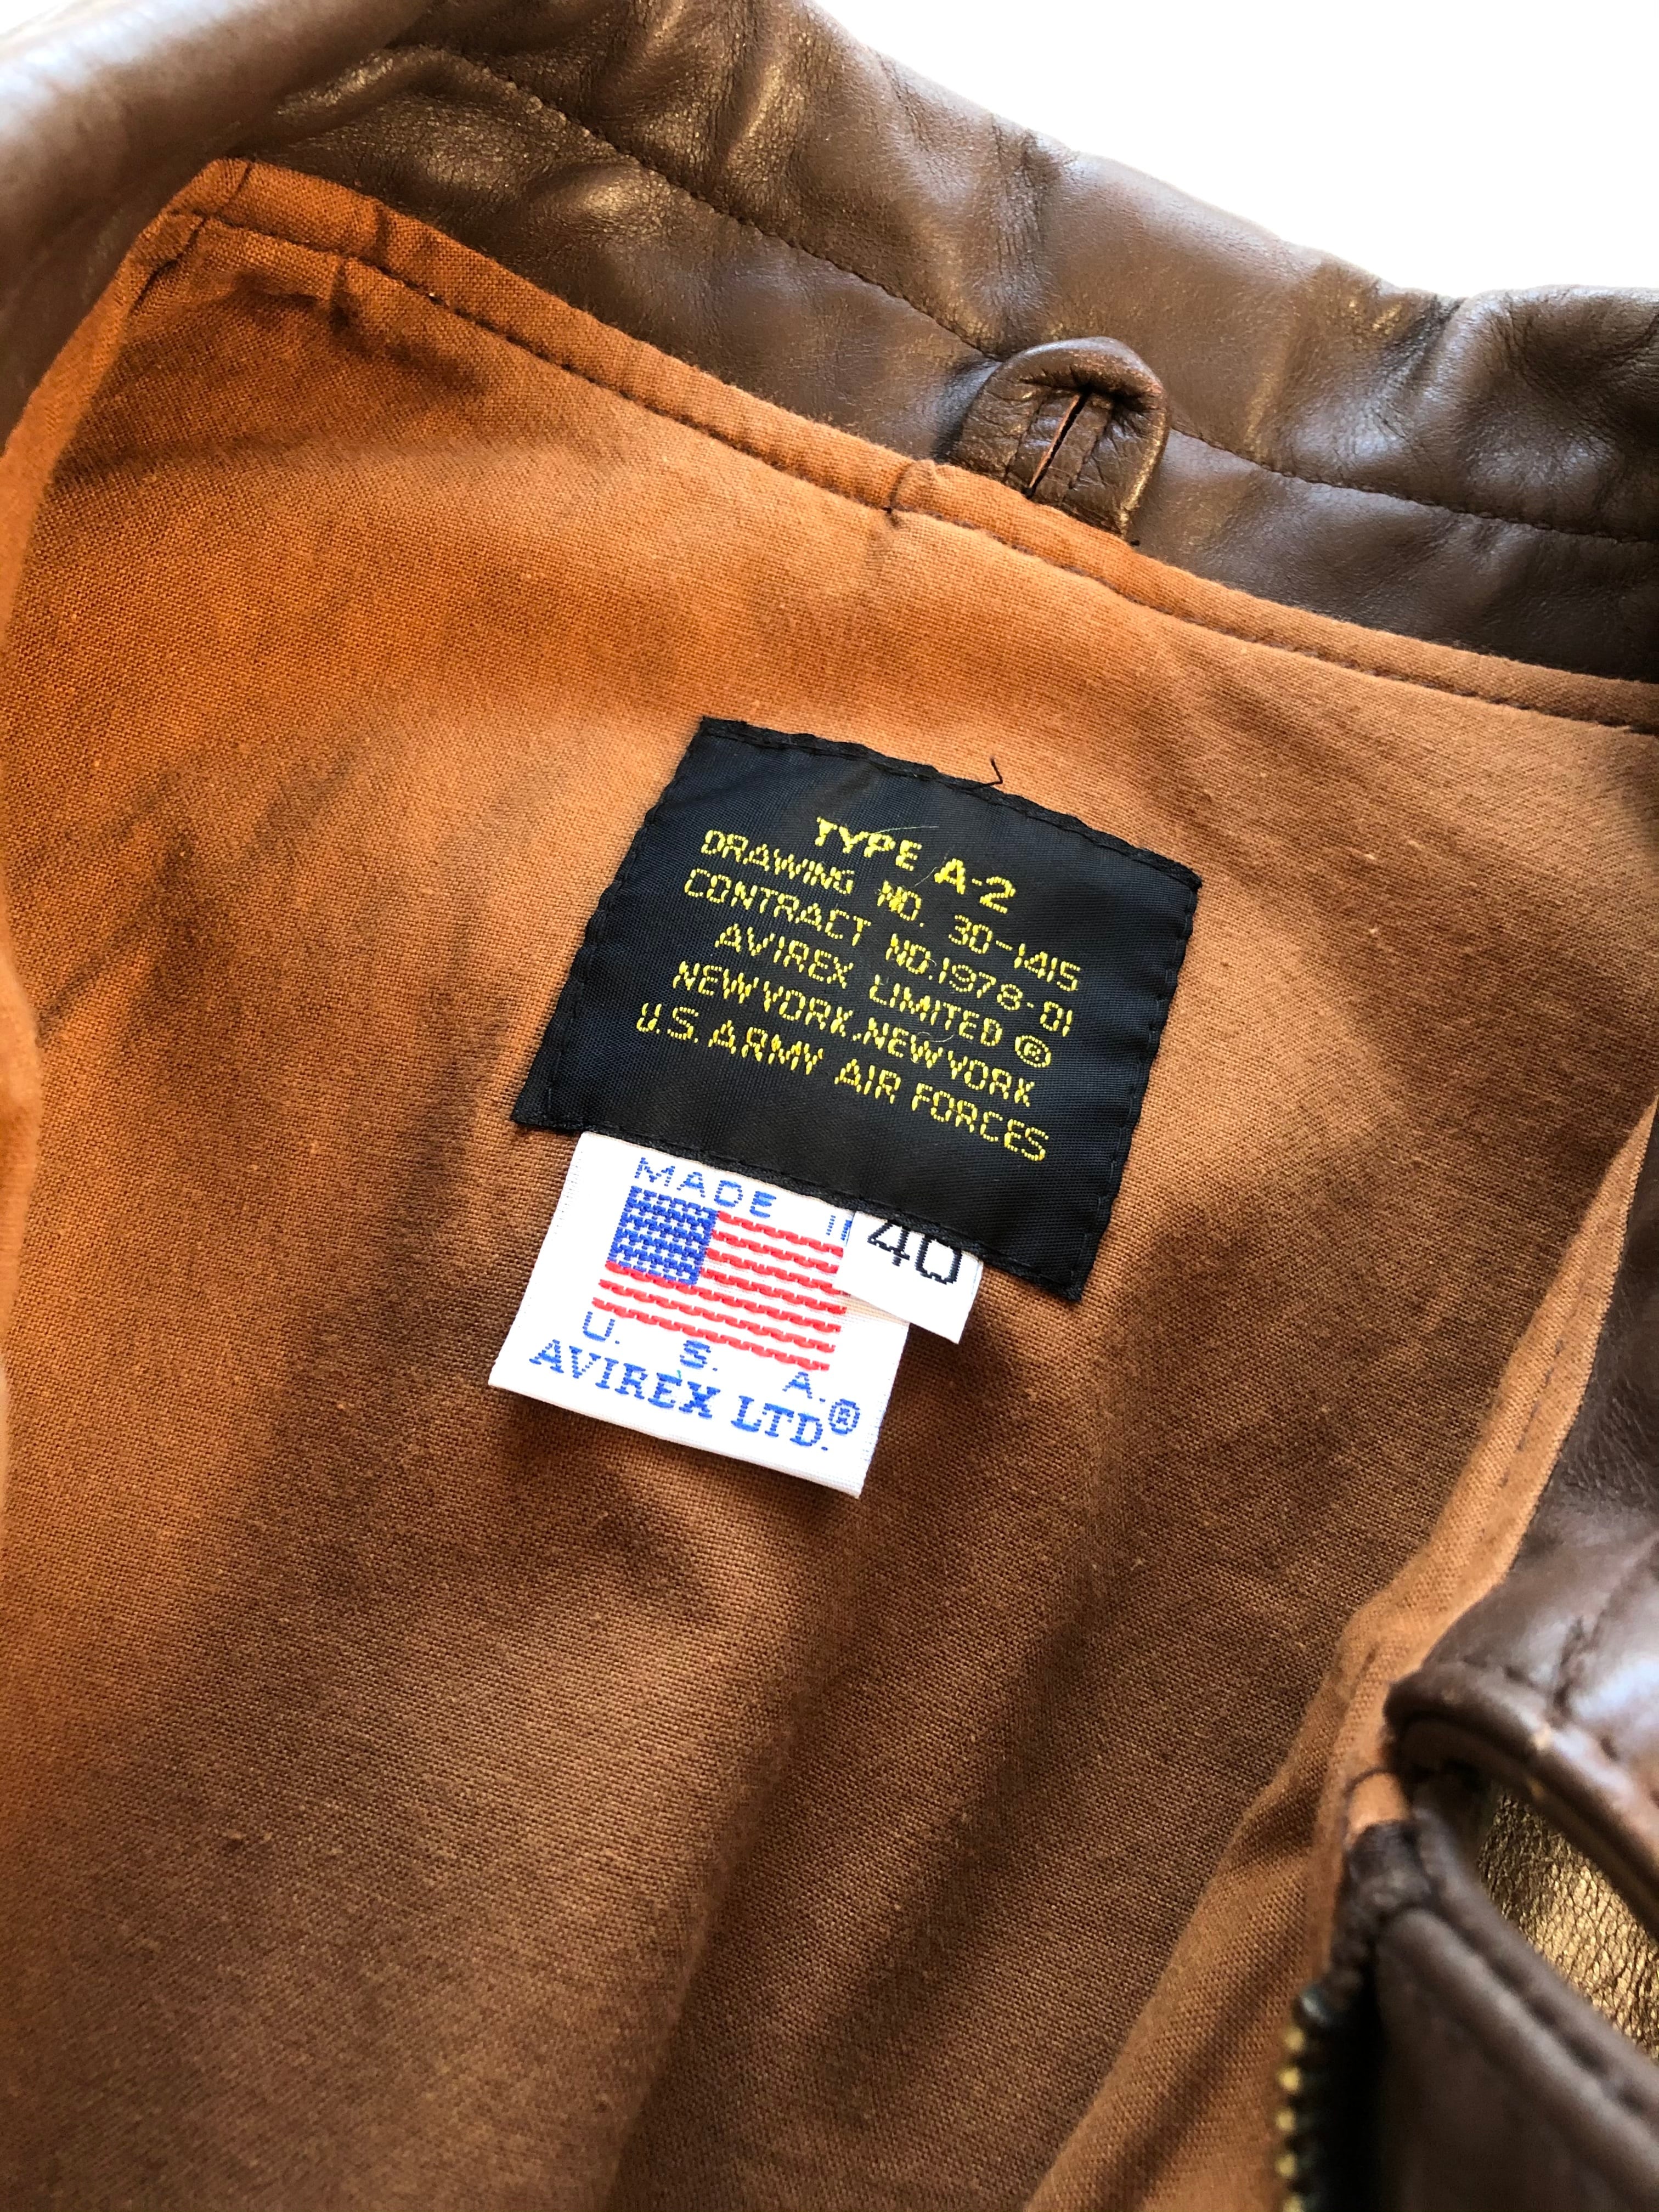 TYPE A-2
DRAWING NO. 30-1415
CONTRACT NO.1978-01
AVIREX LIMITED ®
NEW YORK, NEW YORK
U.S. ARMY AIR FORCES
MADE
40
U. S. A.
AVIREX LTD.®